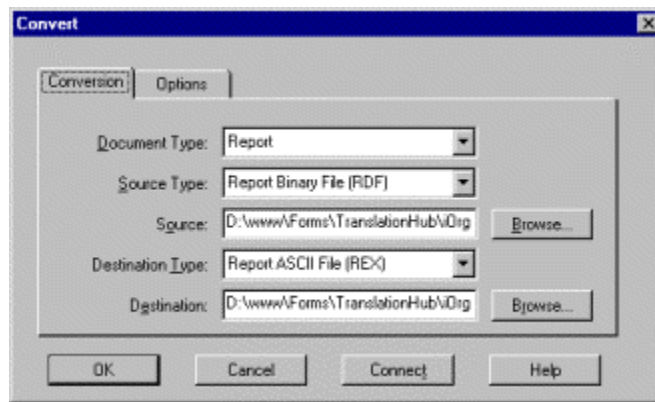 Convert
Conversion Options
Document Type: Report
Source Type: Report Binary File (RDF)
Source: D:\www\Forms\TranslationHub\iOrg Browse...
Destination Type: Report ASCII File (REX)
Destination: D:\www\Forms\TranslationHub\iOrg Browse...
OK Cancel Connect Help